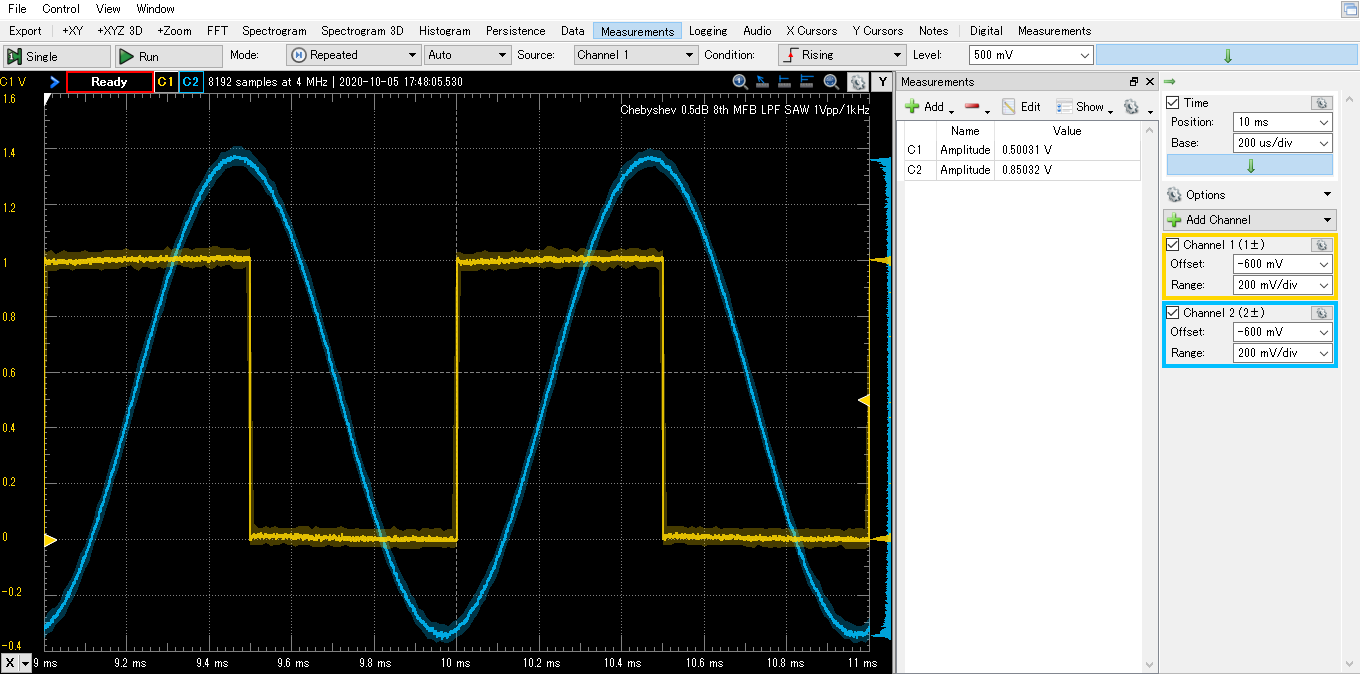 File Control View Window
Export +XY +XYZ 3D +Zoom FFT Spectrogram Spectrogram 3D Histogram Persistence Data Measurements Logging Audio X Cursors Y Cursors Notes Digital Measurements
Single Run Mode: Repeated Auto Source: Channel 1 Condition: Rising Level: 500 mV
C1 V Ready C1 C2 8192 samples at 4 MHz | 2020-10-05 17:48:05.530 Y
Chebyshev 0.5dB 8th MFB LPF SAW 1Vpp/1kHz
1.6
1.4
1.2
1
0.8
0.6
0.4
0.2
0
-0.2
-0.4
X 9 ms 9.2 ms 9.4 ms 9.6 ms 9.8 ms 10 ms 10.2 ms 10.4 ms 10.6 ms 10.8 ms 11 ms
Measurements
Add Edit Show
Name Value
C1 Amplitude 0.50031 V
C2 Amplitude 0.85032 V
Time
Position: 10 ms
Base: 200 us/div
Options
Add Channel
Channel 1 (1±)
Offset: -600 mV
Range: 200 mV/div
Channel 2 (2±)
Offset: -600 mV
Range: 200 mV/div